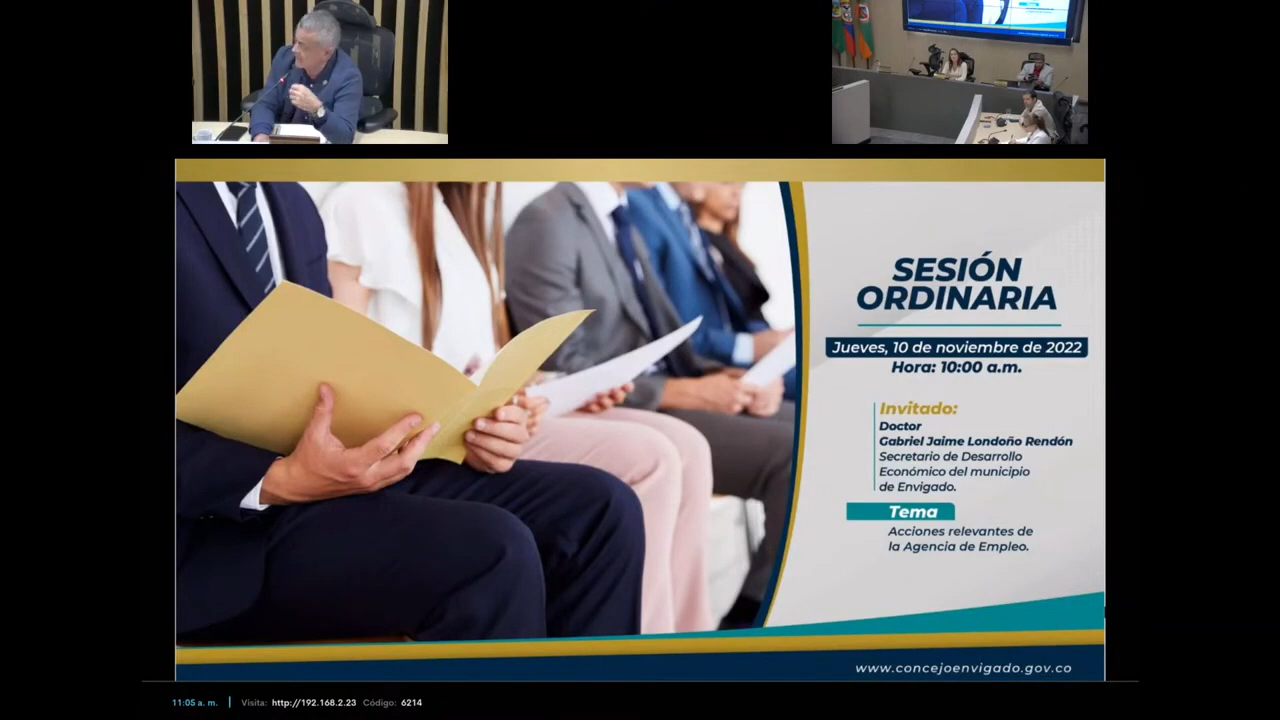 SESIÓN
ORDINARIA
Jueves, 10 de noviembre de 2022
Hora: 10:00 a.m.
Invitado:
Doctor
Gabriel Jaime Londoño Rendón
Secretario de Desarrollo
Económico del municipio
de Envigado.
Tema
Acciones relevantes de
la Agencia de Empleo.
www.concejoenvigado.gov.co
11:05 a. m. | Visita: http://192.168.2.23 Código: 6214